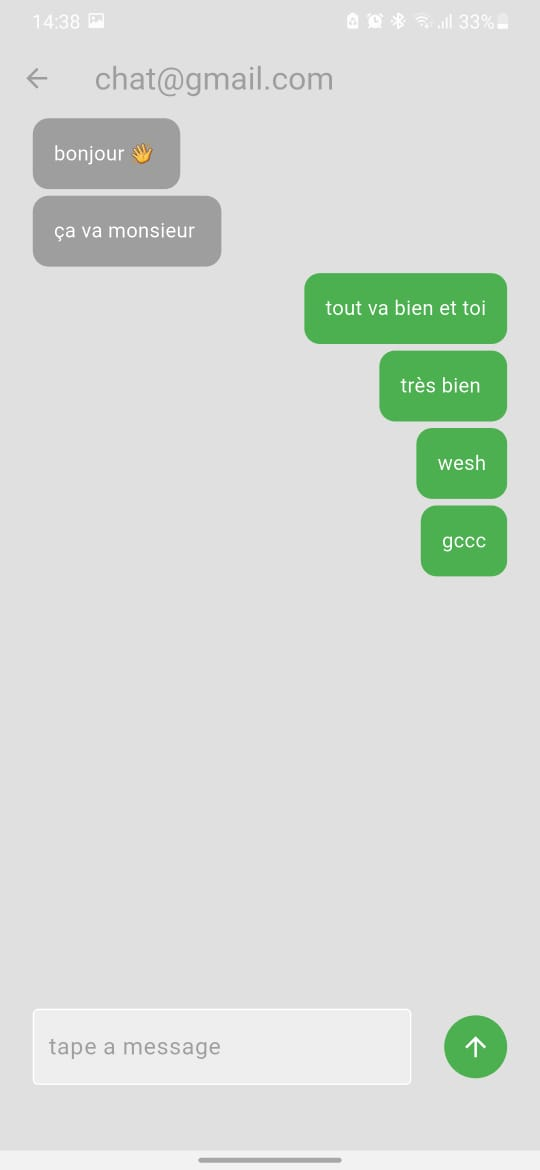 14:38 33%
chat@gmail.com
bonjour 👋
ça va monsieur
tout va bien et toi
très bien
wesh
gccc
tape a message